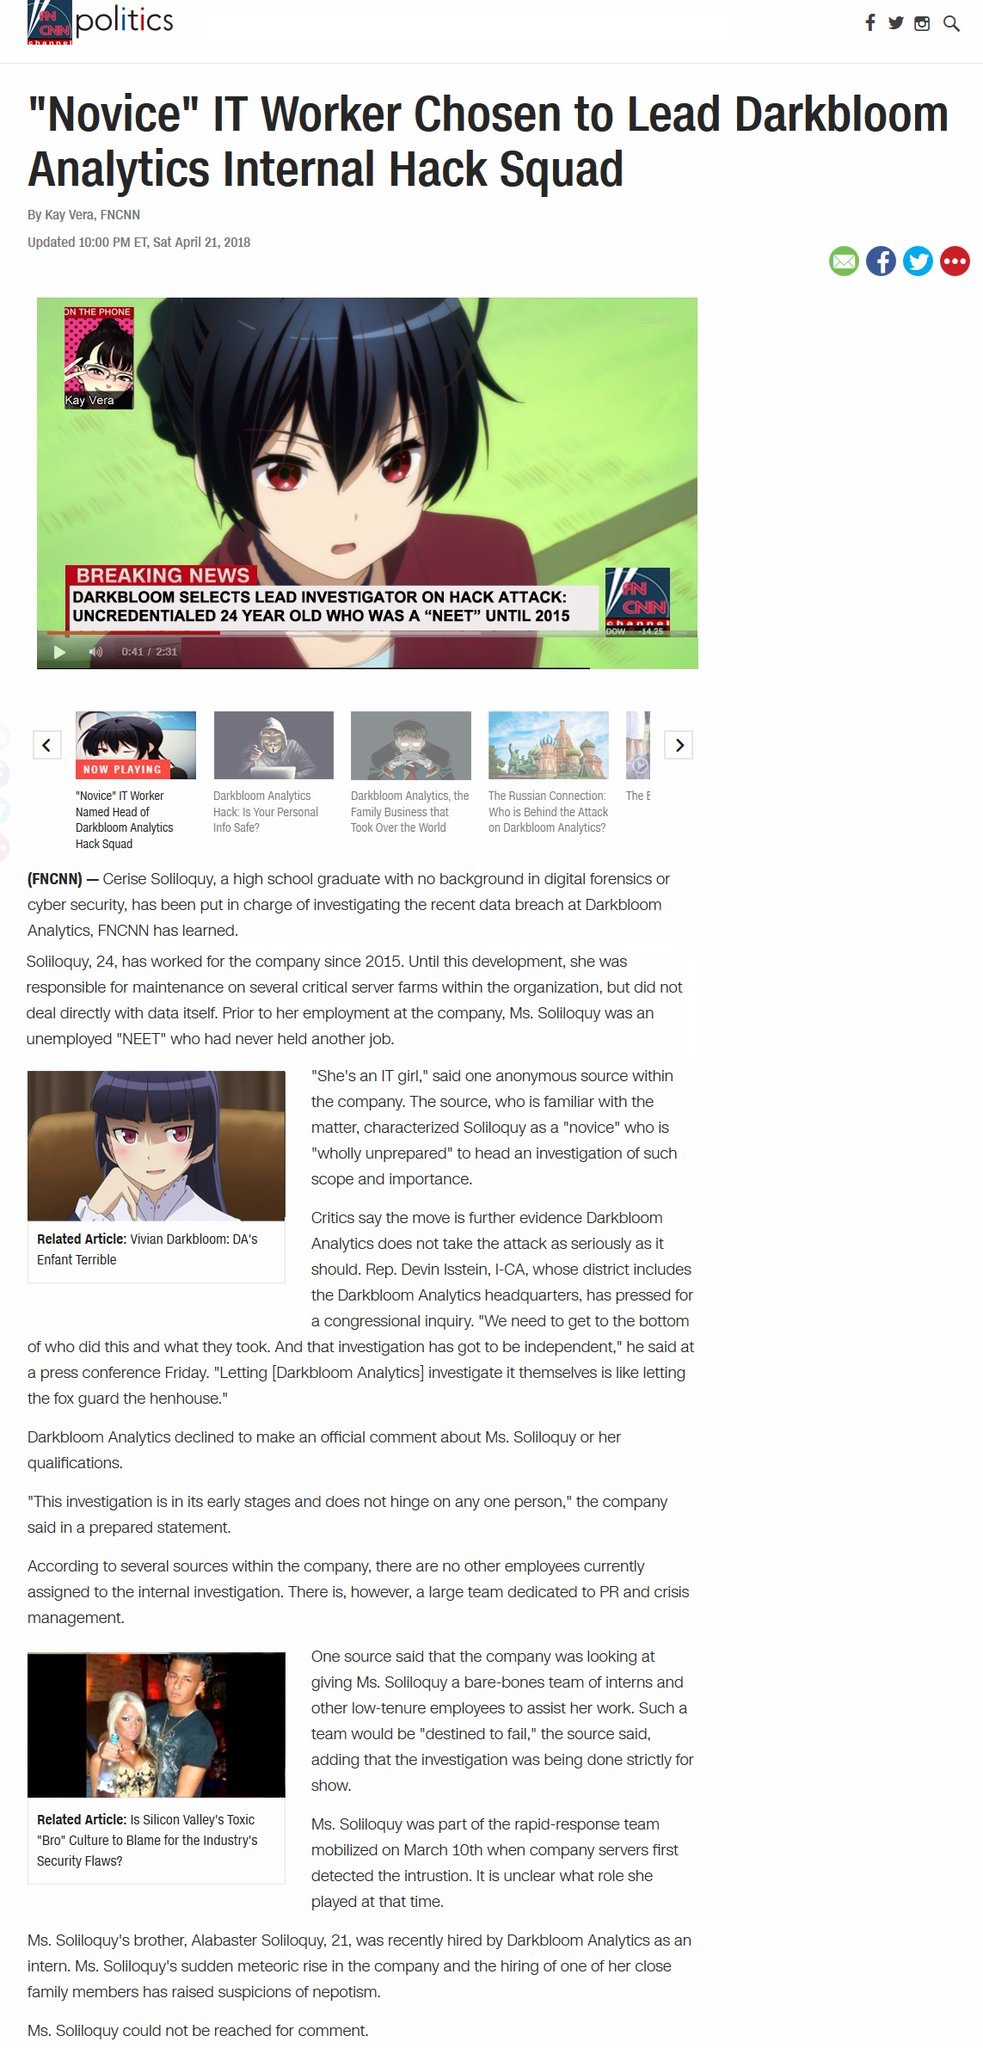 FN
CNN
channel
politics
"Novice" IT Worker Chosen to Lead Darkbloom
Analytics Internal Hack Squad
By Kay Vera, FNCNN
Updated 10:00 PM ET, Sat April 21, 2018
ON THE PHONE
Kay Vera
BREAKING NEWS
DARKBLOOM SELECTS LEAD INVESTIGATOR ON HACK ATTACK:
UNCREDENTIALED 24 YEAR OLD WHO WAS A “NEET” UNTIL 2015
FN
CNN
channel
DOW -14.25
0:41 / 2:31
NOW PLAYING
"Novice" IT Worker
Named Head of
Darkbloom Analytics
Hack Squad
Darkbloom Analytics
Hack: Is Your Personal
Info Safe?
Darkbloom Analytics, the
Family Business that
Took Over the World
The Russian Connection:
Who is Behind the Attack
on Darkbloom Analytics?
The
(FNCNN) — Cerise Soliloquy, a high school graduate with no background in digital forensics or
cyber security, has been put in charge of investigating the recent data breach at Darkbloom
Analytics, FNCNN has learned.
Soliloquy, 24, has worked for the company since 2015. Until this development, she was
responsible for maintenance on several critical server farms within the organization, but did not
deal directly with data itself. Prior to her employment at the company, Ms. Soliloquy was an
unemployed "NEET" who had never held another job.
Related Article: Vivian Darkbloom: DA's
Enfant Terrible
"She's an IT girl," said one anonymous source within
the company. The source, who is familiar with the
matter, characterized Soliloquy as a "novice" who is
"wholly unprepared" to head an investigation of such
scope and importance.
Critics say the move is further evidence Darkbloom
Analytics does not take the attack as seriously as it
should. Rep. Devin Isstein, I-CA, whose district includes
the Darkbloom Analytics headquarters, has pressed for
a congressional inquiry. "We need to get to the bottom
of who did this and what they took. And that investigation has got to be independent," he said at
a press conference Friday. "Letting [Darkbloom Analytics] investigate it themselves is like letting
the fox guard the henhouse."
Darkbloom Analytics declined to make an official comment about Ms. Soliloquy or her
qualifications.
"This investigation is in its early stages and does not hinge on any one person," the company
said in a prepared statement.
According to several sources within the company, there are no other employees currently
assigned to the internal investigation. There is, however, a large team dedicated to PR and crisis
management.
Related Article: Is Silicon Valley's Toxic
"Bro" Culture to Blame for the Industry's
Security Flaws?
One source said that the company was looking at
giving Ms. Soliloquy a bare-bones team of interns and
other low-tenure employees to assist her work. Such a
team would be "destined to fail," the source said,
adding that the investigation was being done strictly for
show.
Ms. Soliloquy was part of the rapid-response team
mobilized on March 10th when company servers first
detected the intrustion. It is unclear what role she
played at that time.
Ms. Soliloquy's brother, Alabaster Soliloquy, 21, was recently hired by Darkbloom Analytics as an
intern. Ms. Soliloquy's sudden meteoric rise in the company and the hiring of one of her close
family members has raised suspicions of nepotism.
Ms. Soliloquy could not be reached for comment.